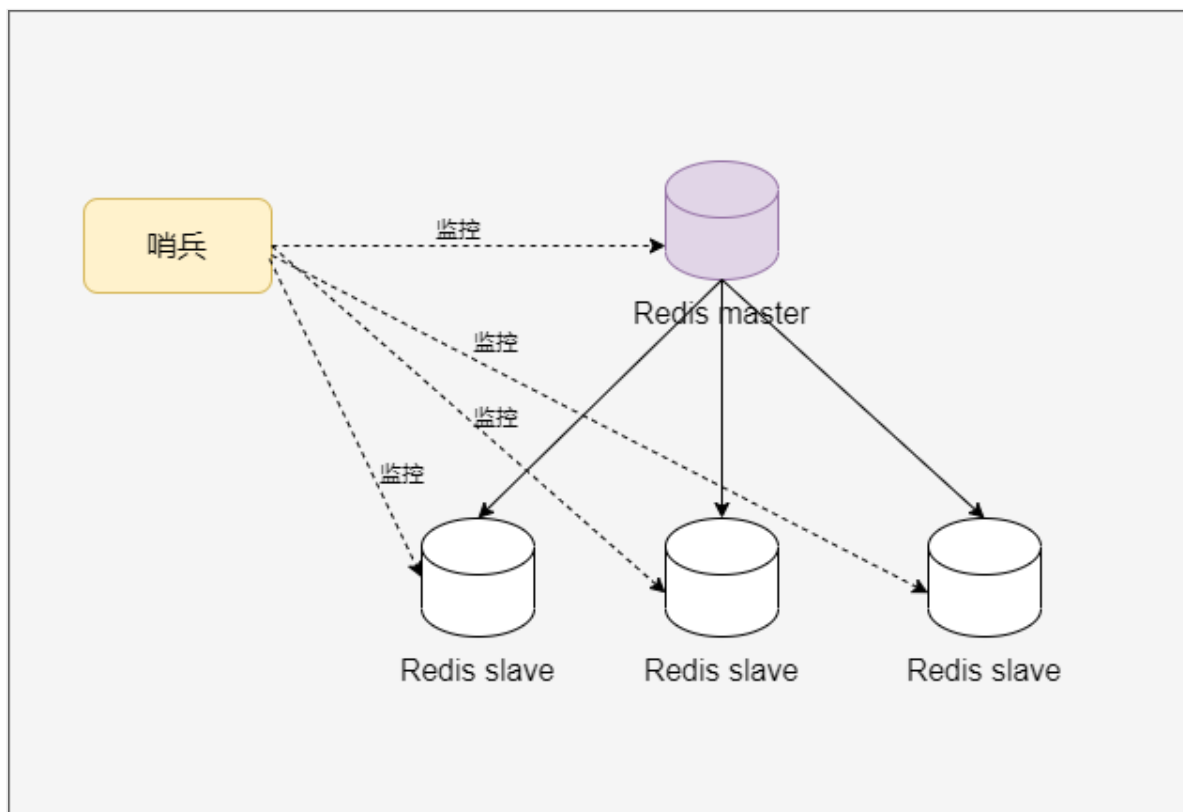 监控
哨兵
Redis master
监控
监控
监控
Redis slave
Redis slave
Redis slave